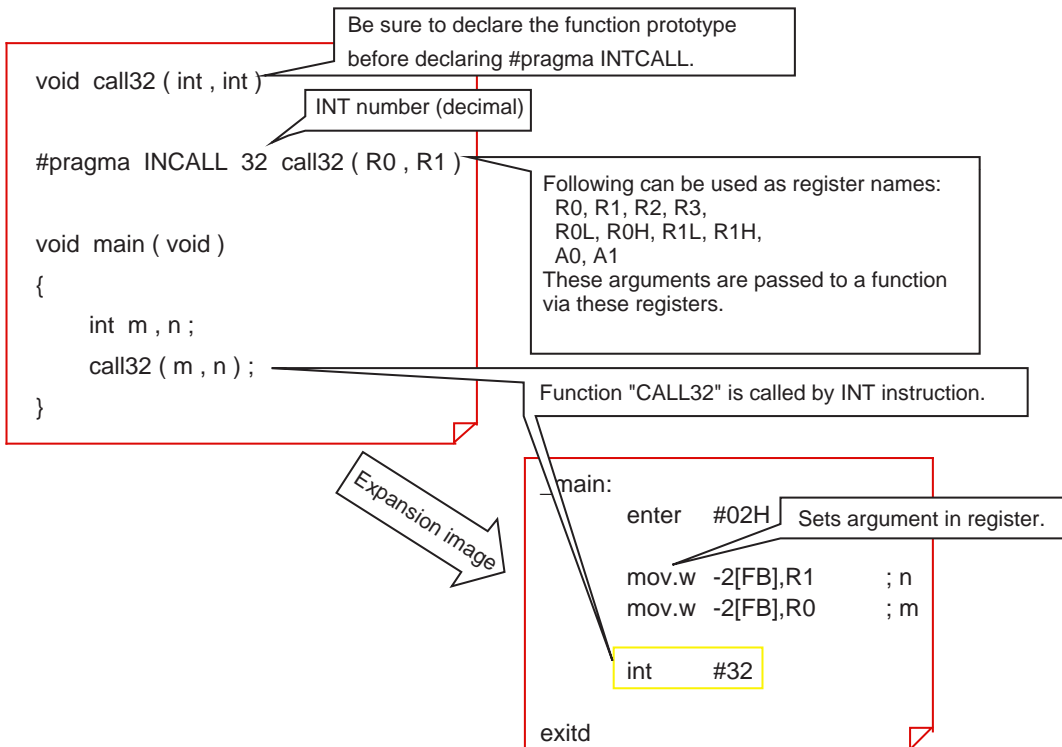 Be sure to declare the function prototype
before declaring #pragma INTCALL.
void call32 ( int , int )
INT number (decimal)
#pragma INCALL 32 call32 ( R0 , R1 )
Following can be used as register names:
R0, R1, R2, R3,
R0L, R0H, R1L, R1H,
A0, A1
These arguments are passed to a function
via these registers.
void main ( void )
{
int m , n ;
call32 ( m , n ) ;
Function "CALL32" is called by INT instruction.
}
Expansion image
_main:
enter #02H
Sets argument in register.
mov.w -2[FB],R1 ; n
mov.w -2[FB],R0 ; m
int #32
exitd